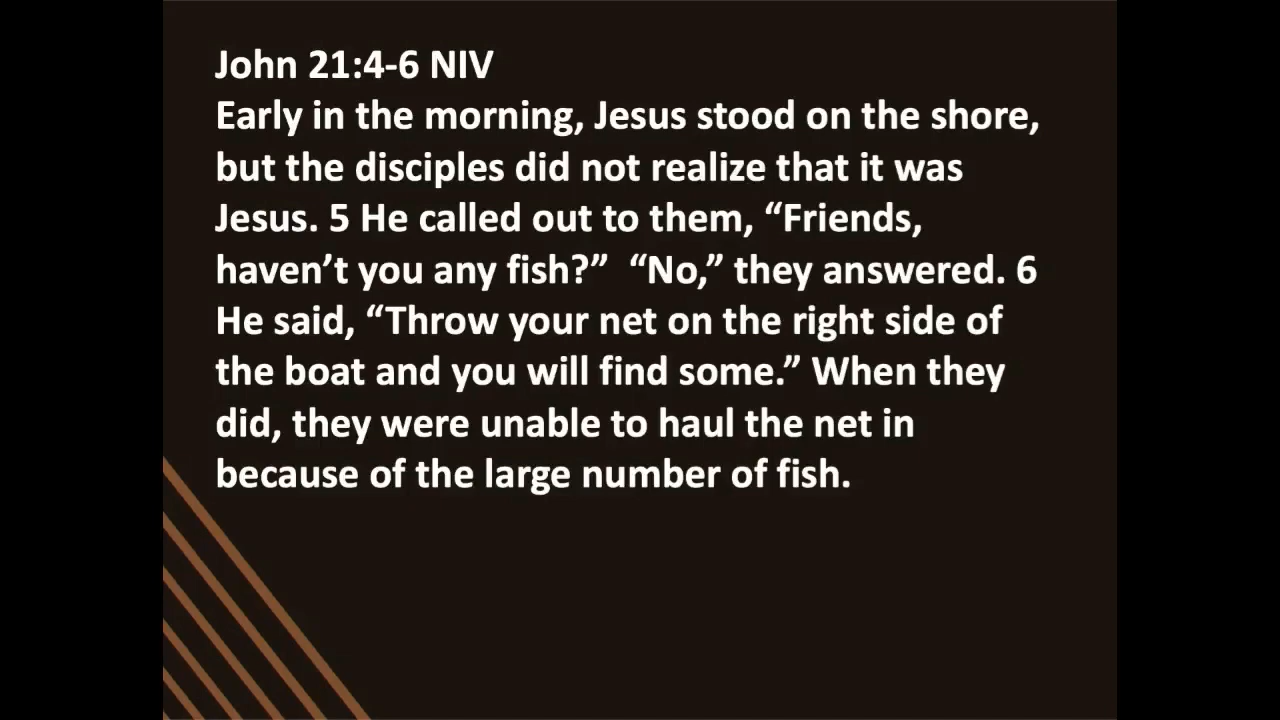 John 21:4-6 NIV
Early in the morning, Jesus stood on the shore,
but the disciples did not realize that it was
Jesus. 5 He called out to them, “Friends,
haven’t you any fish?”  “No,” they answered. 6
He said, “Throw your net on the right side of
the boat and you will find some.” When they
did, they were unable to haul the net in
because of the large number of fish.